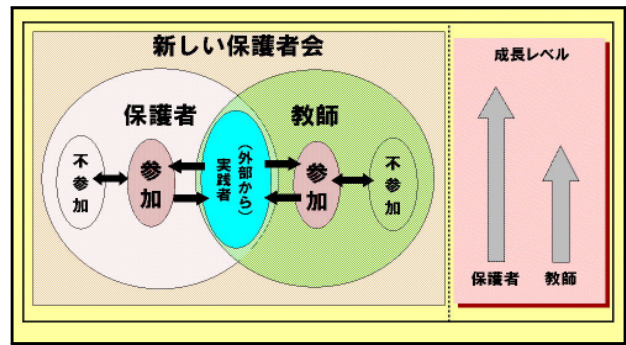 新しい保護者会
保護者
教師
不参加
参加
実践者
(外部から)
参加
不参加
成長レベル
保護者
教師